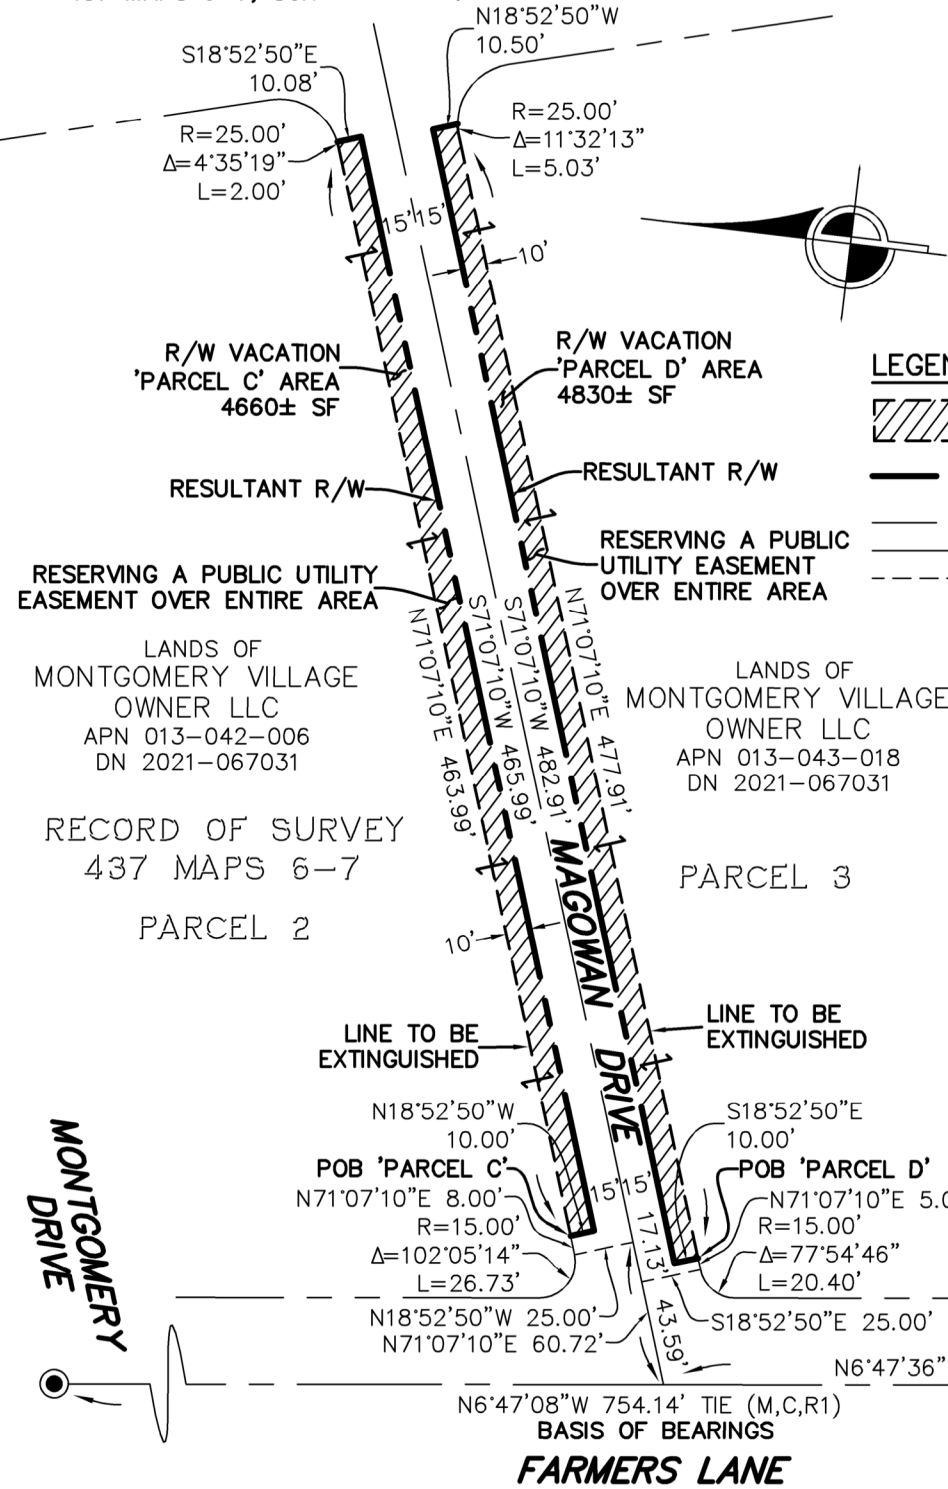 N18°52'50"W
10.50'
S18°52'50"E
10.08'
R=25.00'
Δ=4°35'19"
L=2.00'
R=25.00'
Δ=11°32'13"
L=5.03'
15' 15'
10'
R/W VACATION
'PARCEL C' AREA
4660± SF
R/W VACATION
'PARCEL D' AREA
4830± SF
RESULTANT R/W
RESULTANT R/W
RESERVING A PUBLIC UTILITY
EASEMENT OVER ENTIRE AREA
RESERVING A PUBLIC
UTILITY EASEMENT
OVER ENTIRE AREA
LEGEN
N71°07'10"E 463.99'
S71°07'10"W 465.99'
S71°07'10"W 482.91'
N71°07'10"E 477.91'
LANDS OF
MONTGOMERY VILLAGE
OWNER LLC
APN 013-042-006
DN 2021-067031
LANDS OF
MONTGOMERY VILLAGE
OWNER LLC
APN 013-043-018
DN 2021-067031
RECORD OF SURVEY
437 MAPS 6-7
PARCEL 2
PARCEL 3
10'
MAGOWAN DRIVE
LINE TO BE
EXTINGUISHED
LINE TO BE
EXTINGUISHED
N18°52'50"W
10.00'
POB 'PARCEL C'
N71°07'10"E 8.00'
R=15.00'
Δ=102°05'14"
L=26.73'
N18°52'50"W 25.00'
N71°07'10"E 60.72'
15' 15'
17.13'
43.59'
S18°52'50"E
10.00'
POB 'PARCEL D'
N71°07'10"E 5.0
R=15.00'
Δ=77°54'46"
L=20.40'
S18°52'50"E 25.00'
MONTGOMERY
DRIVE
N6°47'36"
N6°47'08"W 754.14' TIE (M,C,R1)
BASIS OF BEARINGS
FARMERS LANE